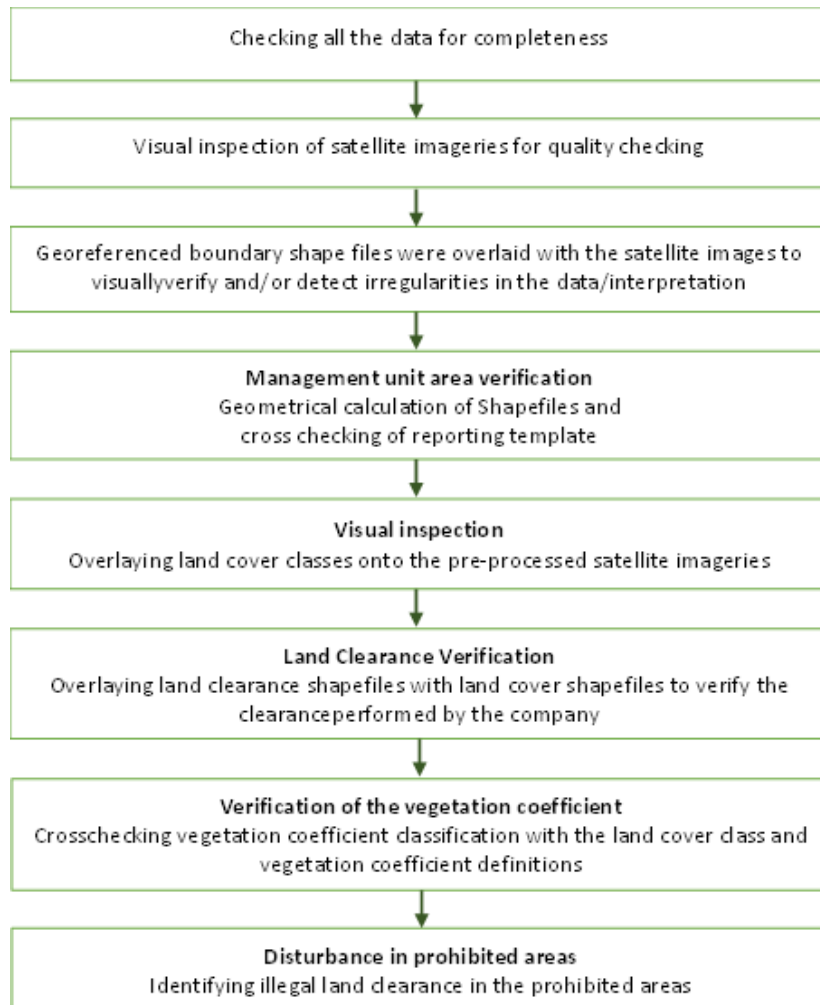 Checking all the data for completeness
Visual inspection of satellite imageries for quality checking
Georeferenced boundary shape files were overlaid with the satellite images to
visuallyverify and/or detect irregularities in the data/interpretation
Management unit area verification
Geometrical calculation of Shapefiles and
cross checking of reporting template
Visual inspection
Overlaying land cover classes onto the pre-processed satellite imageries
Land Clearance Verification
Overlaying land clearance shapefiles with land cover shapefiles to verify the
clearanceperformed by the company
Verification of the vegetation coefficient
Crosschecking vegetation coefficient classification with the land cover class and
vegetation coefficient definitions
Disturbance in prohibited areas
Identifying illegal land clearance in the prohibited areas